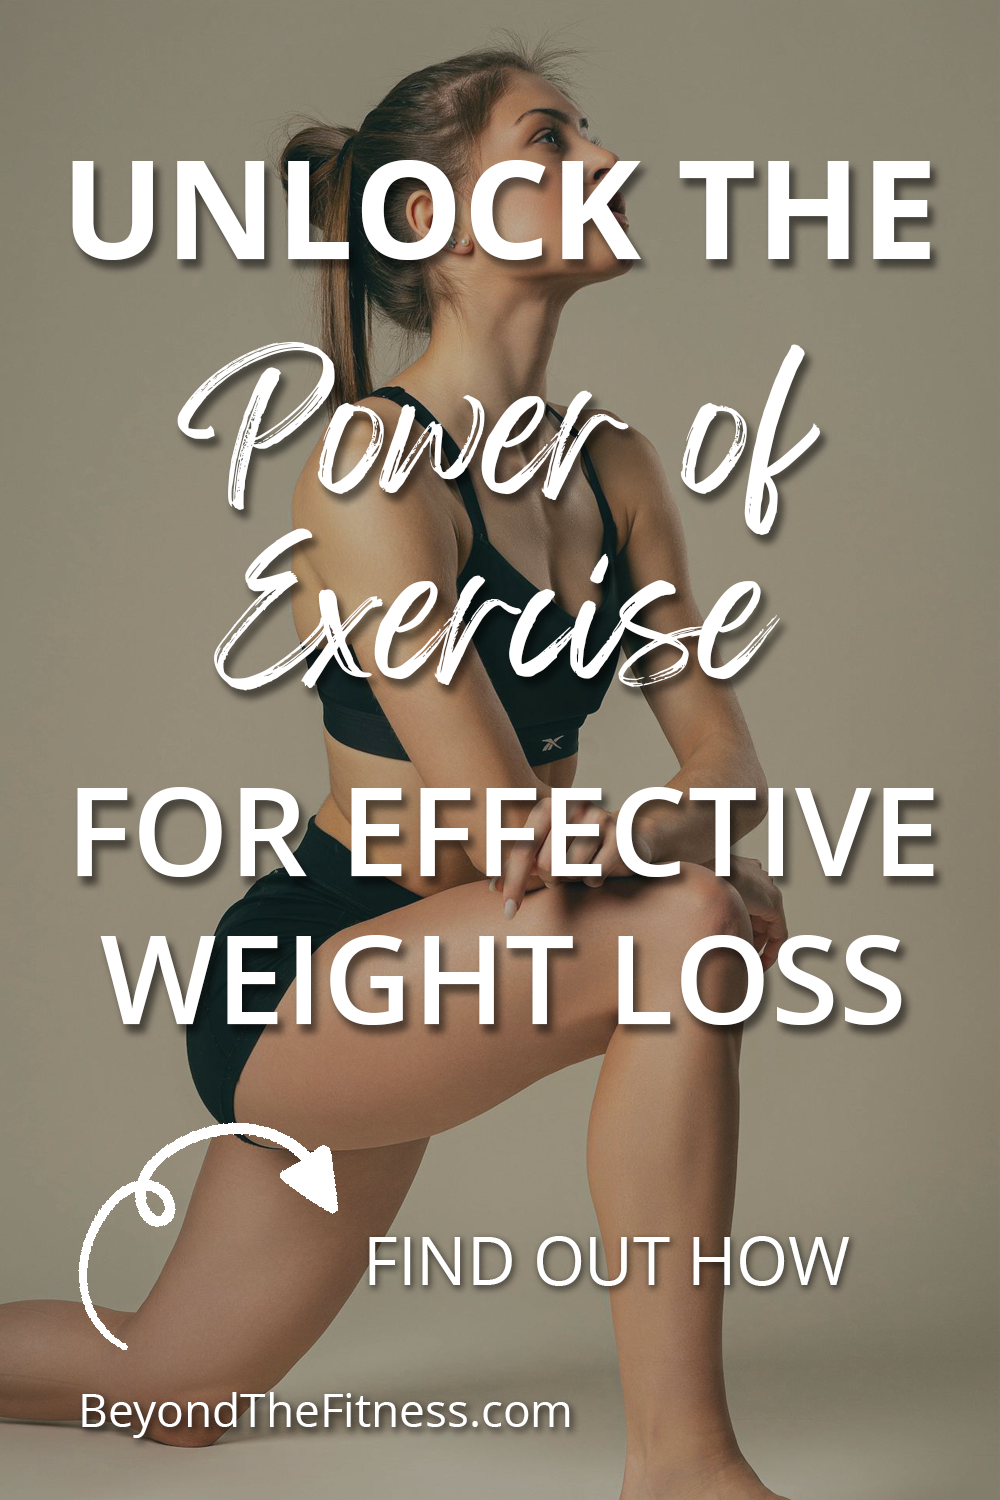 UNLOCK THE
Power of
Exercise
FOR EFFECTIVE
WEIGHT LOSS
FIND OUT HOW
BeyondTheFitness.com